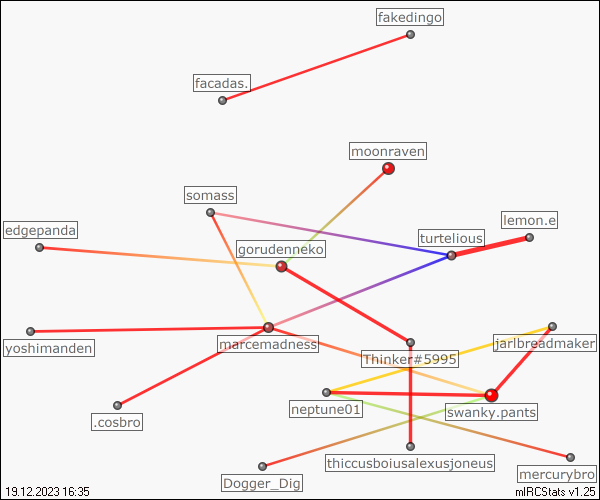 fakedingo
facadas.
moonraven
somass
lemon.e
edgepanda
turtelious
gorudenneko
marcemadness
jarlbreadmaker
yoshimanden
Thinker#5995
neptune01
swanky.pants
.cosbro
thiccusboiusalexusjoneus
mercurybro
Dogger_Dig
19.12.2023 16:35
mIRCStats v1.25